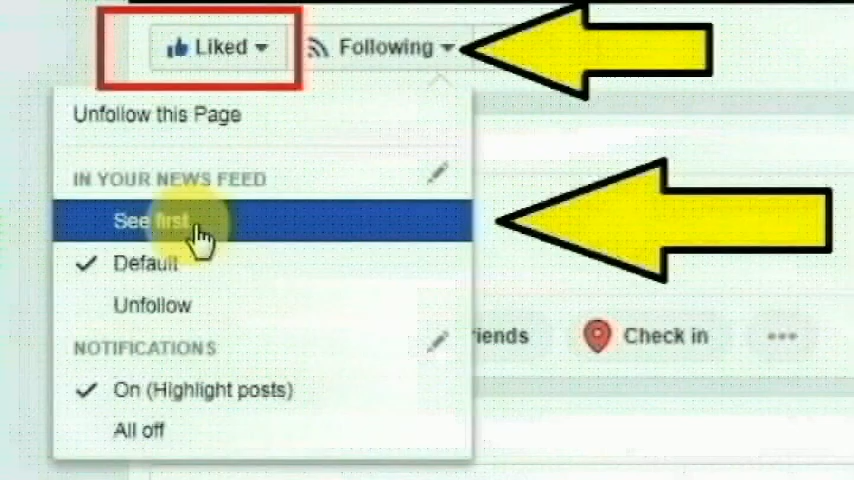 Liked Following
Unfollow this Page
IN YOUR NEWS FEED
See first
Default
Unfollow
riends Check in
NOTIFICATIONS
On (Highlight posts)
All off